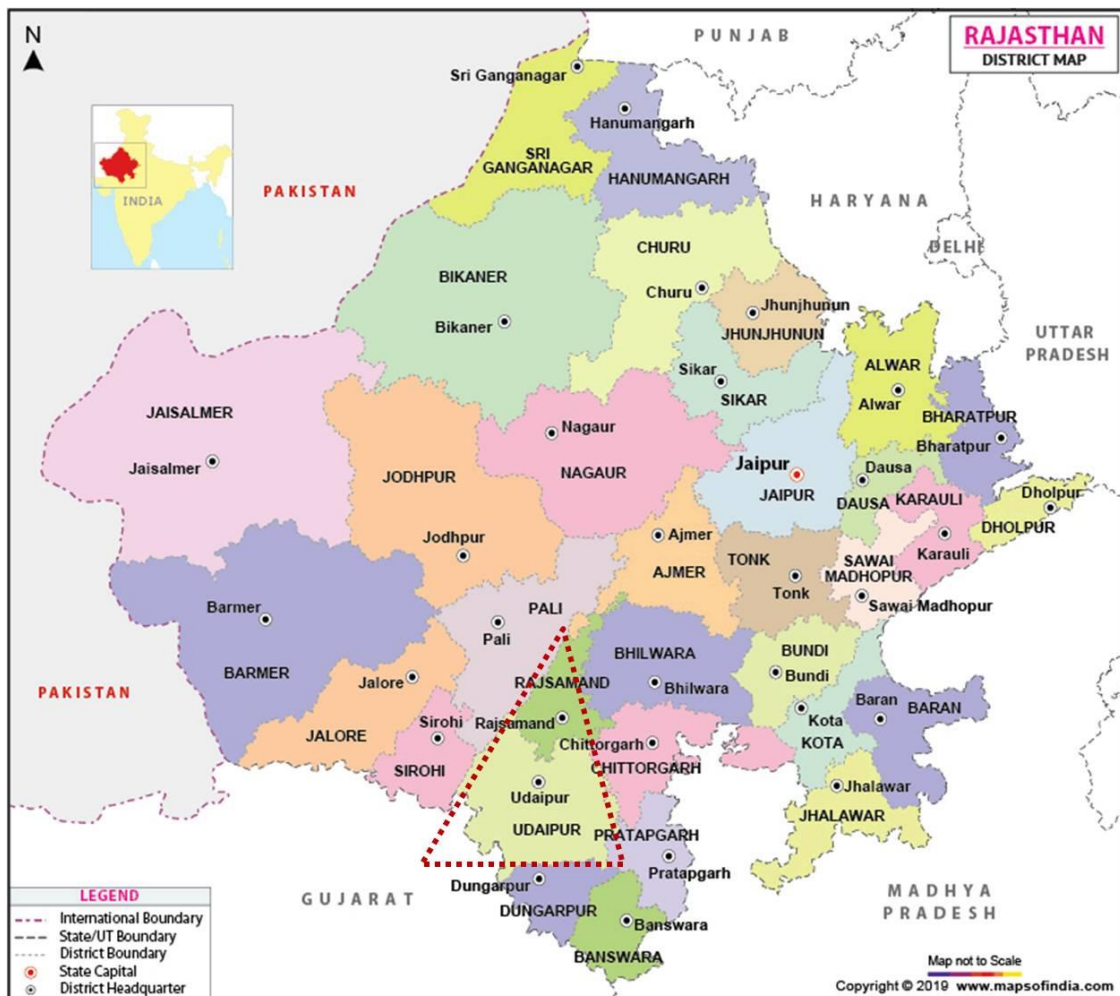 N
PUNJAB
RAJASTHAN
DISTRICT MAP
Sri Ganganagar
Hanumangarh
SRI
GANGANAGAR
HANUMANGARH
PAKISTAN
INDIA
HARYANA
DELHI
CHURU
BIKANER
Churu
Jhunjhunun
JHUNJHUNUN
Bikaner
UTTAR
PRADESH
ALWAR
Sikar
SIKAR
Alwar
JAISALMER
BHARATPUR
Nagaur
Bharatpur
Jaisalmer
JODHPUR
NAGAUR
Jaipur
JAIPUR
Dausa
DAUSA
KARAULI
Dholpur
DHOLPUR
Jodhpur
Ajmer
AJMER
TONK
Tonk
SAWAI
MADHOPUR
Karauli
Sawai Madhopur
Barmer
PALI
Pali
BARMER
BHILWARA
Bhilwara
BUNDI
Bundi
PAKISTAN
Jalore
RAJSAMAND
Rajsamand
JALORE
Sirohi
SIROHI
Chittorgarh
CHITTORGARH
Kota
KOTA
Baran
BARAN
Udaipur
UDAIPUR
Jhalawar
JHALAWAR
PRATAPGARH
Pratapgarh
Dungarpur
DUNGARPUR
GUJARAT
MADHYA
PRADESH
Banswara
BANSWARA
LEGEND
International Boundary
State/UT Boundary
District Boundary
State Capital
District Headquarter
Map not to Scale
Copyright © 2019 www.mapsofindia.com